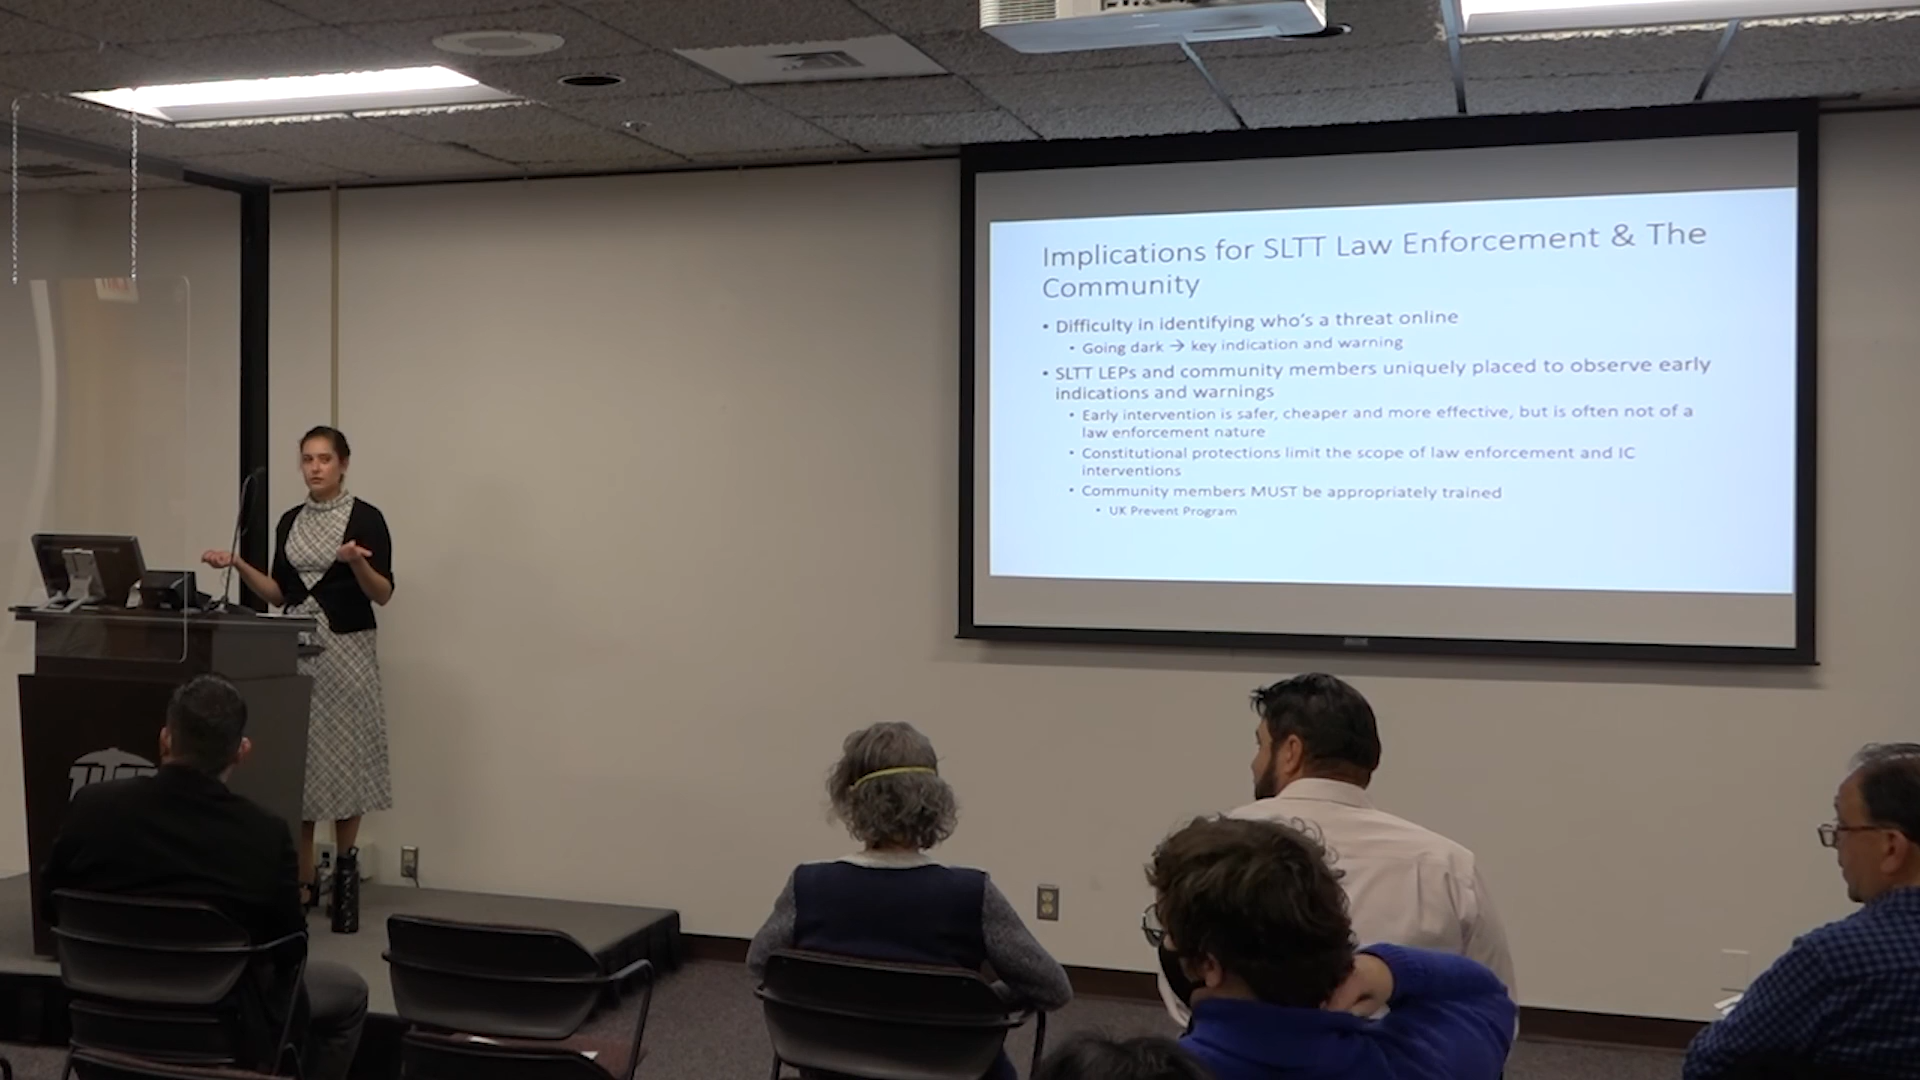 Implications for SLTT Law Enforcement & The
Community
• Difficulty in identifying who's a threat online
• Going dark → key indication and warning
• SLTT LEPs and community members uniquely placed to observe early
indications and warnings
• Early intervention is safer, cheaper and more effective, but is often not of a
law enforcement nature
• Constitutional protections limit the scope of law enforcement and IC
interventions
• Community members MUST be appropriately trained
• UK Prevent Program